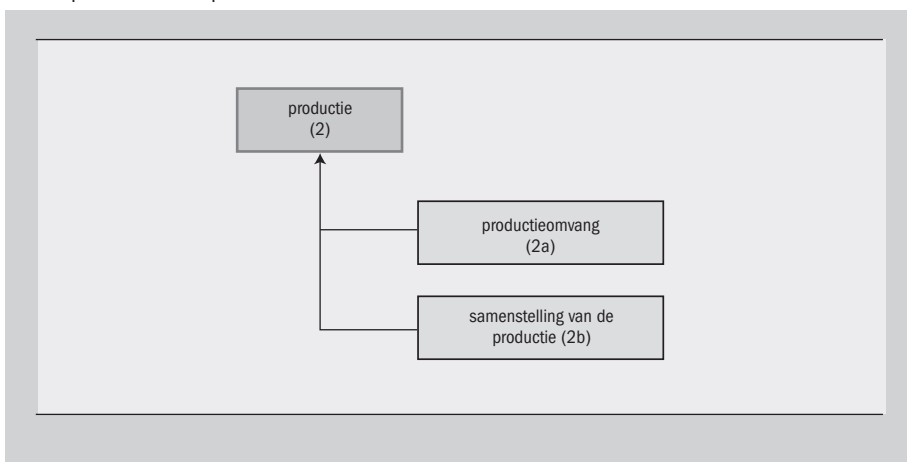 productie
(2)
productieomvang
(2a)
samenstelling van de
productie (2b)